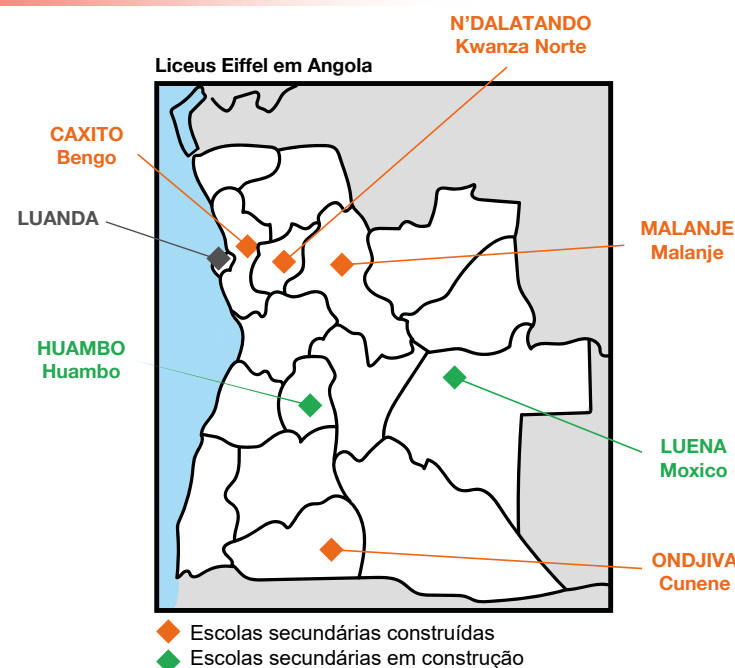 N'DALATANDO
Kwanza Norte
Liceus Eiffel em Angola
CAXITO
Bengo
LUANDA
MALANJE
Malanje
HUAMBO
Huambo
LUENA
Moxico
ONDJIVA
Cunene
Escolas secundárias construídas
Escolas secundárias em construção